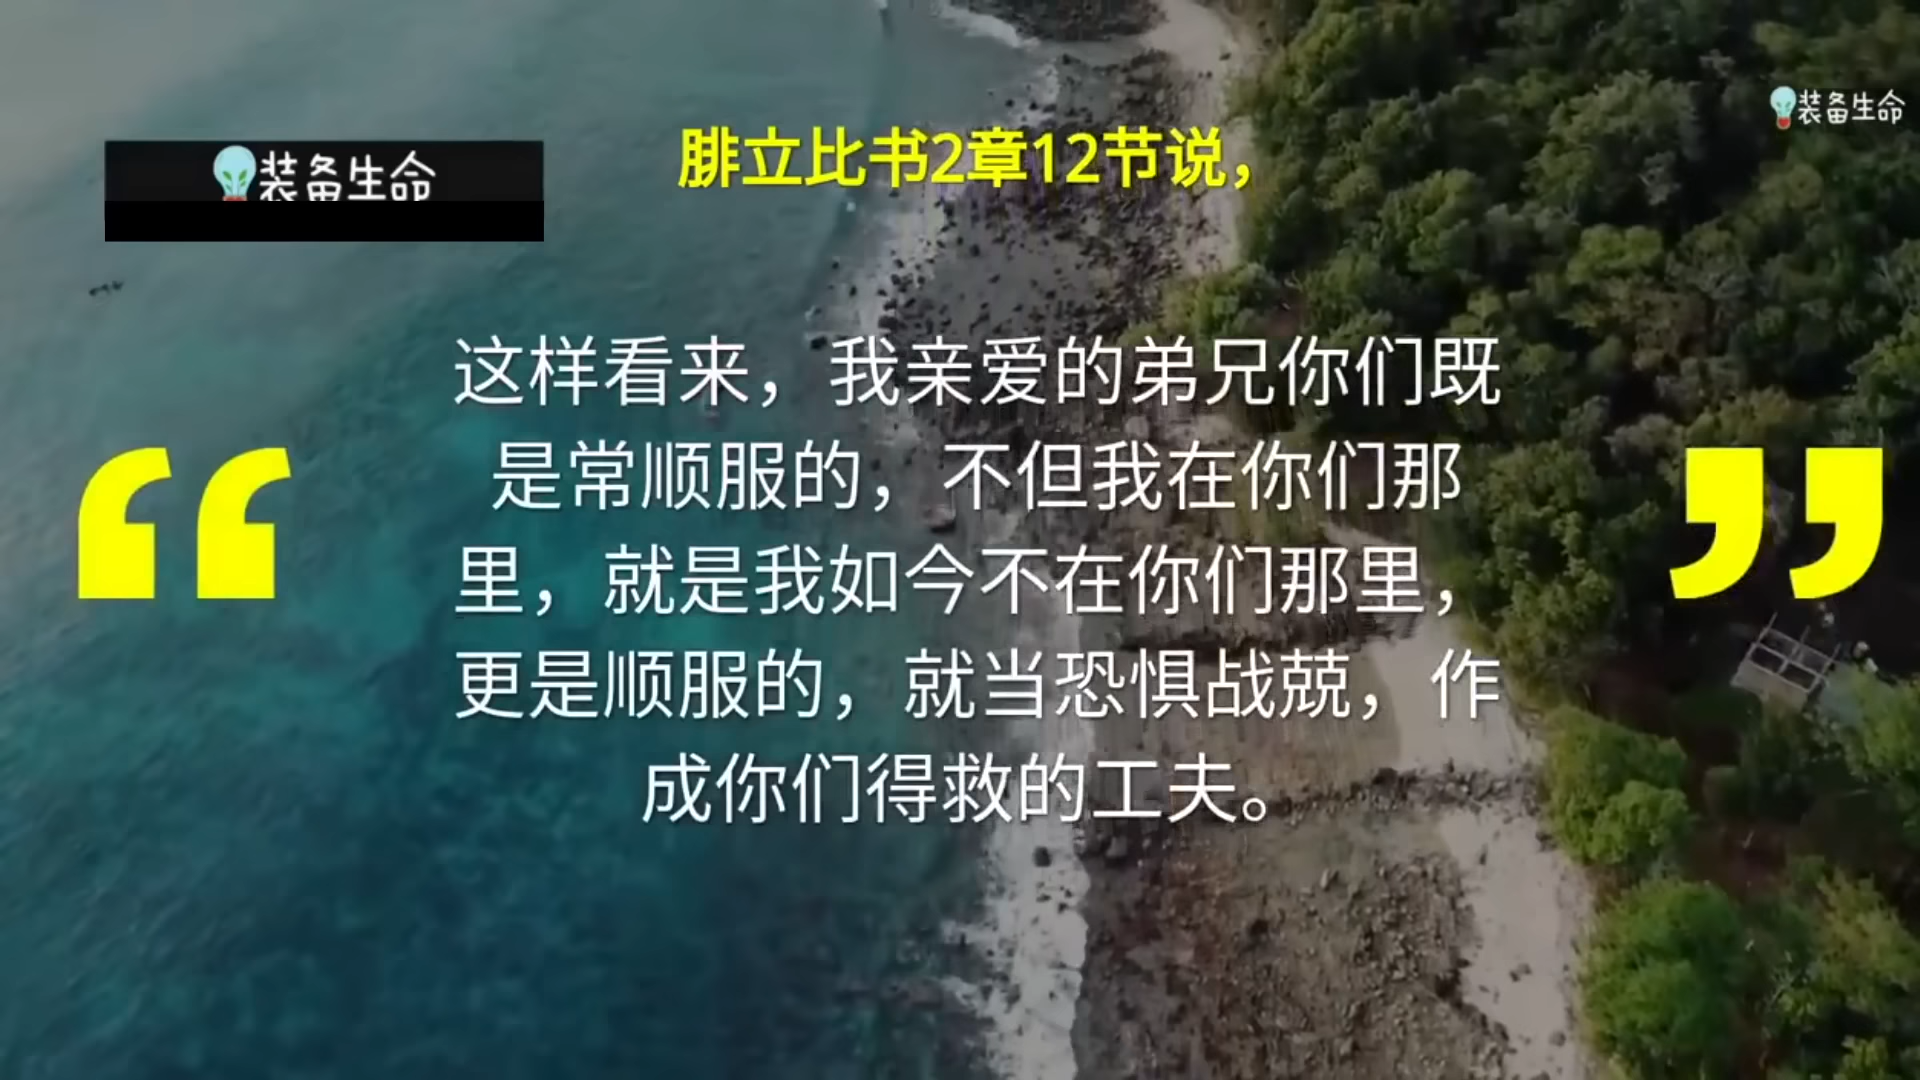 装备生命
装备生命
腓立比书2章12节说，
这样看来，我亲爱的弟兄你们既
是常顺服的，不但我在你们那
里，就是我如今不在你们那里，
更是顺服的，就当恐惧战兢，作
成你们得救的工夫。
“ ”